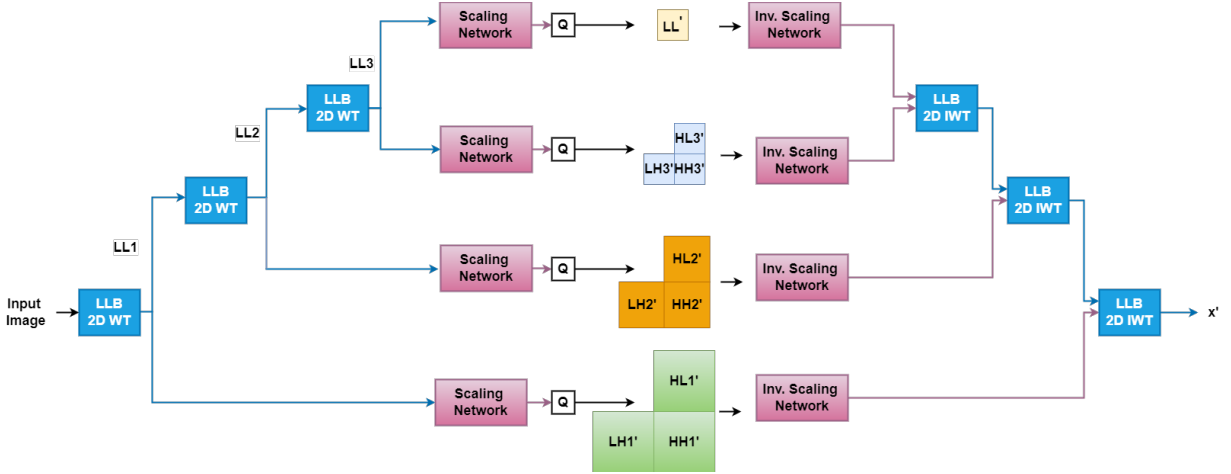 Scaling
Network
Q
LL'
Inv. Scaling
Network
LL3
LLB
2D WT
LLB
2D IWT
LL2
Scaling
Network
Q
HL3'
LH3' HH3'
Inv. Scaling
Network
LLB
2D WT
LLB
2D IWT
LL1
Scaling
Network
Q
HL2'
LH2' HH2'
Inv. Scaling
Network
Input
Image
LLB
2D WT
LLB
2D IWT
x'
Scaling
Network
Q
HL1'
LH1' HH1'
Inv. Scaling
Network